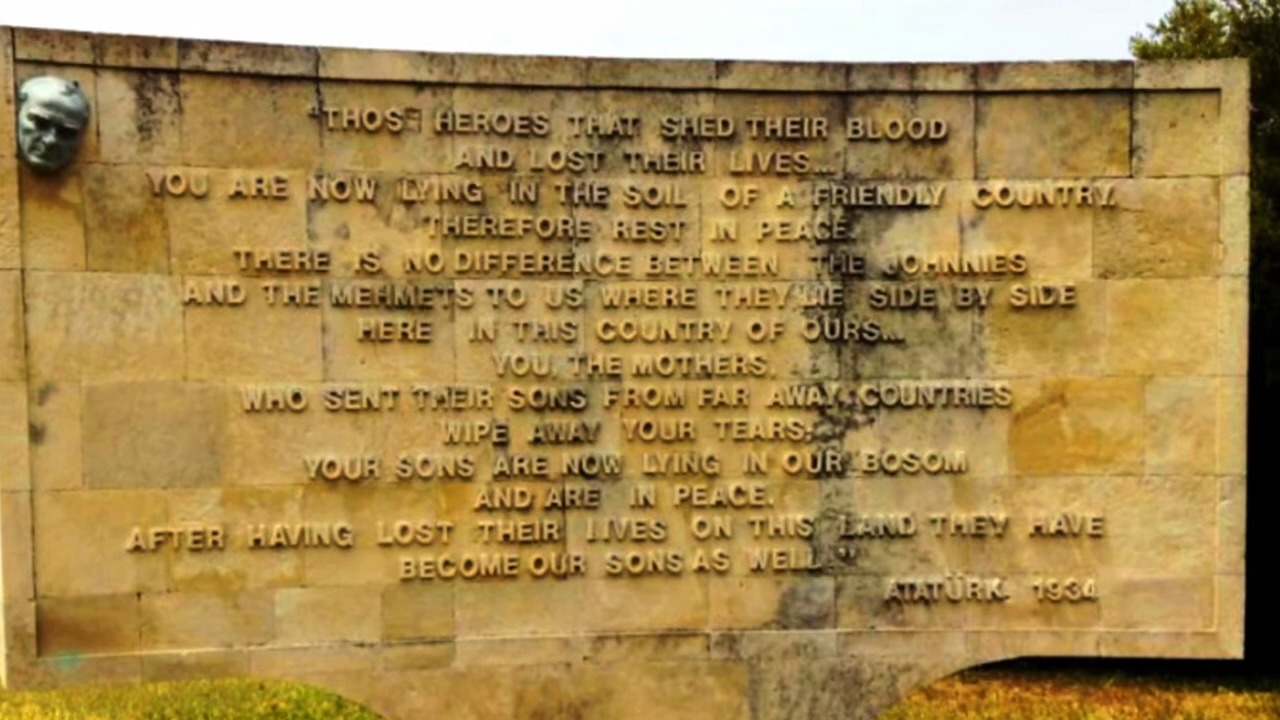 "THOSE HEROES THAT SHED THEIR BLOOD
AND LOST THEIR LIVES...
YOU ARE NOW LYING IN THE SOIL OF A FRIENDLY COUNTRY.
THEREFORE REST IN PEACE.
THERE IS NO DIFFERENCE BETWEEN THE JOHNNIES
AND THE MEHMETS TO US WHERE THEY LIE SIDE BY SIDE
HERE IN THIS COUNTRY OF OURS...
YOU, THE MOTHERS,
WHO SENT THEIR SONS FROM FAR AWAY COUNTRIES
WIPE AWAY YOUR TEARS;
YOUR SONS ARE NOW LYING IN OUR BOSOM
AND ARE IN PEACE.
AFTER HAVING LOST THEIR LIVES ON THIS LAND THEY HAVE
BECOME OUR SONS AS WELL"
ATATÜRK. 1934